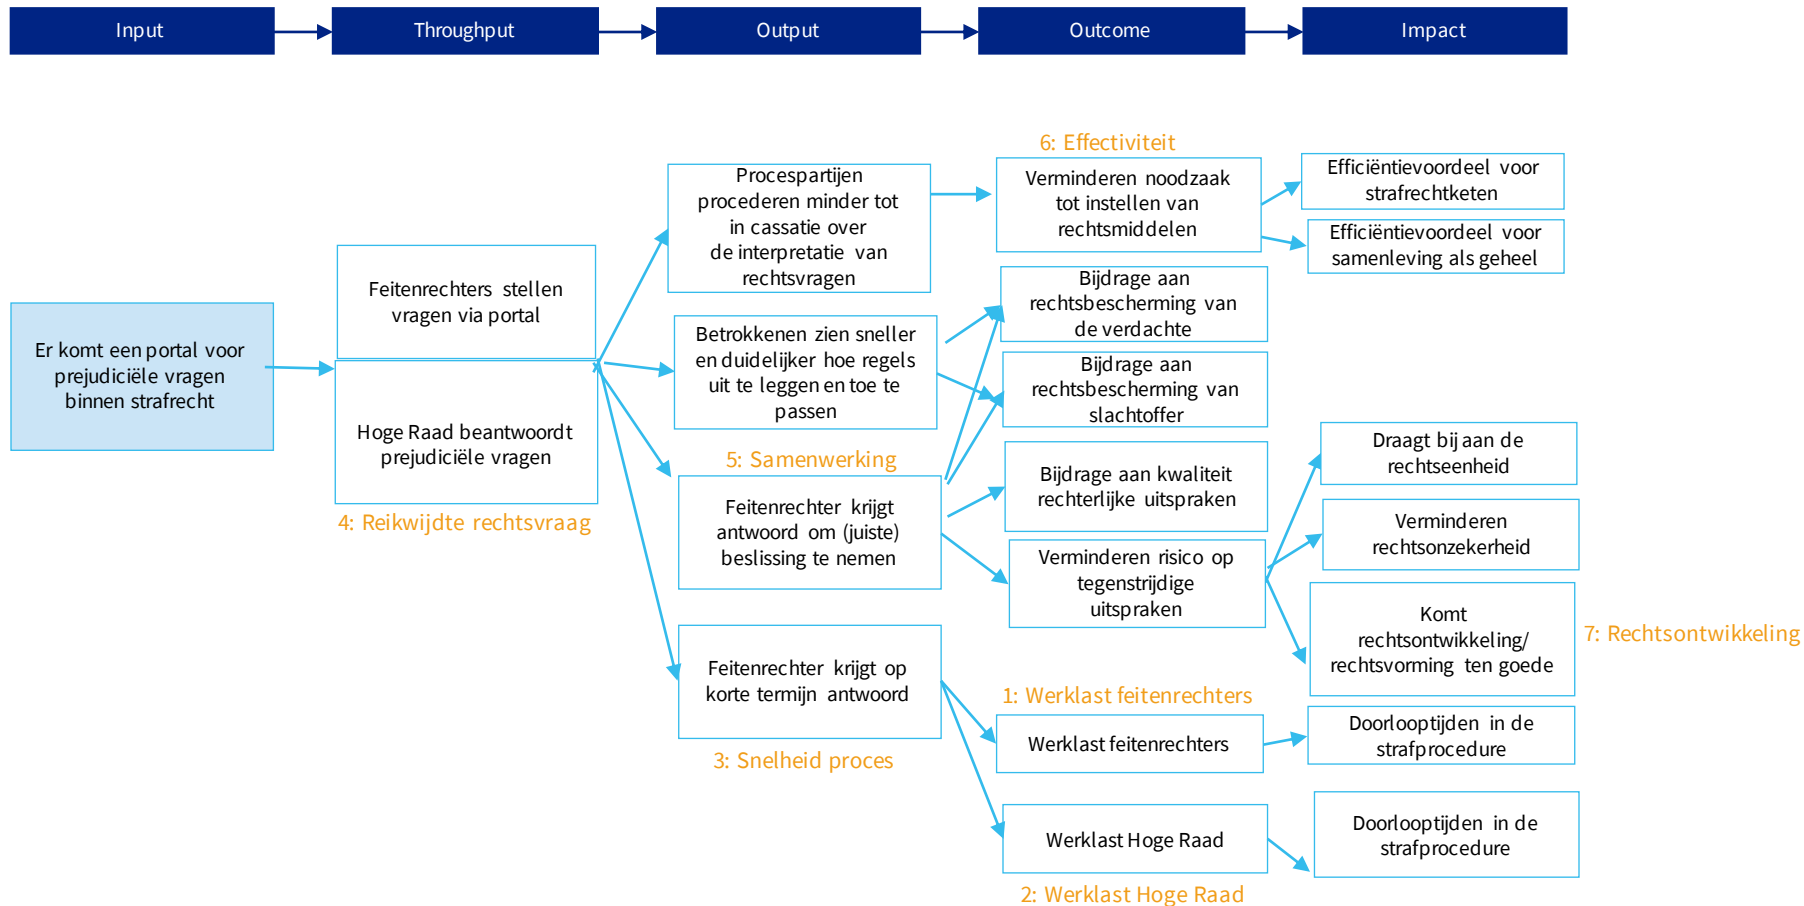 Input
Throughput
Output
Outcome
Impact
Er komt een portal voor
prejudiciële vragen
binnen strafrecht
Feitenrechters stellen
vragen via portal
Hoge Raad beantwoordt
prejudiciële vragen
4: Reikwijdte rechtsvraag
Procespartijen
procederen minder tot
in cassatie over
de interpretatie van
rechtsvragen
Betrokkenen zien sneller
en duidelijker hoe regels
uit te leggen en toe te
passen
5: Samenwerking
Feitenrechter krijgt
antwoord om (juiste)
beslissing te nemen
Feitenrechter krijgt op
korte termijn antwoord
3: Snelheid proces
6: Effectiviteit
Verminderen noodzaak
tot instellen van
rechtsmiddelen
Bijdrage aan
rechtsbescherming van
de verdachte
Bijdrage aan
rechtsbescherming van
slachtoffer
Bijdrage aan kwaliteit
rechterlijke uitspraken
Verminderen risico op
tegenstrijdige
uitspraken
1: Werklast feitenrechters
Werklast feitenrechters
Werklast Hoge Raad
2: Werklast Hoge Raad
Efficiëntievoordeel voor
strafrechtketen
Efficiëntievoordeel voor
samenleving als geheel
Draagt bij aan de
rechtseenheid
Verminderen
rechtsonzekerheid
Komt
rechtsontwikkeling/
rechtsvorming ten goede
7: Rechtsontwikkeling
Doorlooptijden in de
strafprocedure
Doorlooptijden in de
strafprocedure